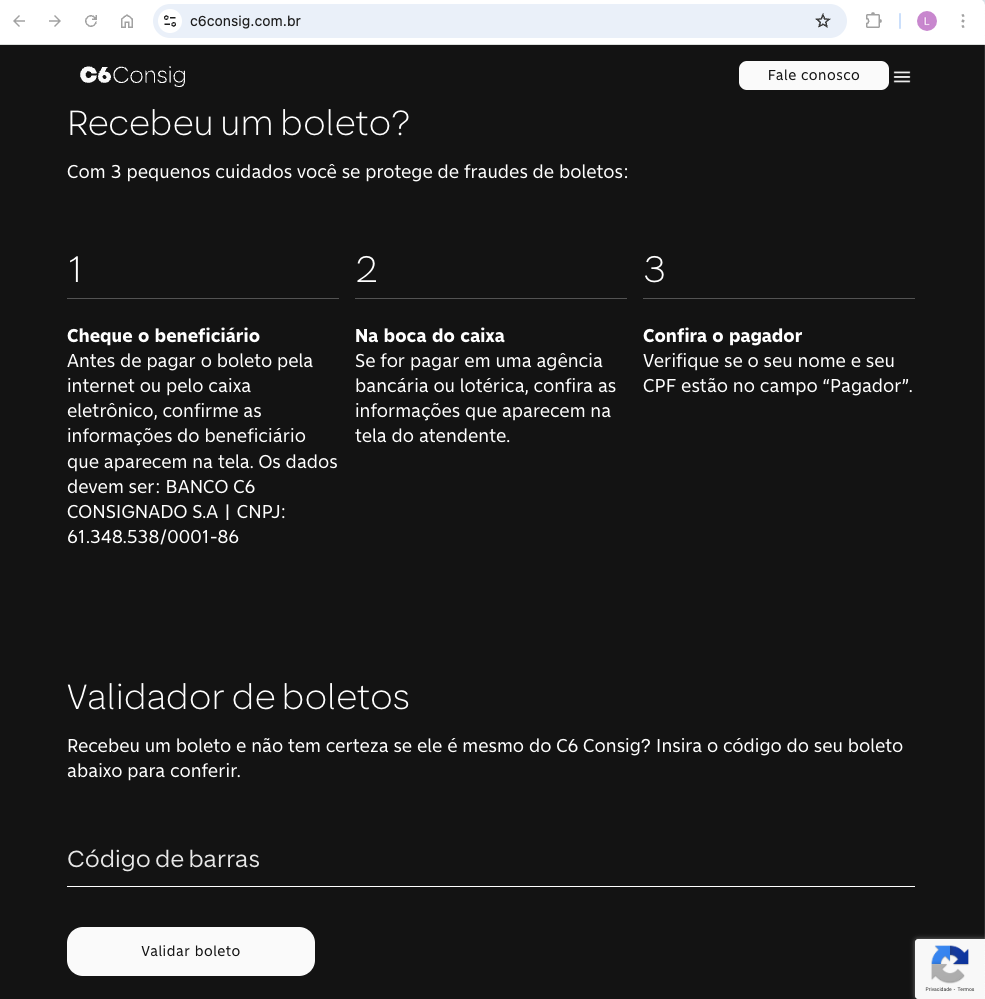 c6consig.com.br
L
C6Consig
Fale conosco
Recebeu um boleto?
Com 3 pequenos cuidados você se protege de fraudes de boletos:
1
Cheque o beneficiário
Antes de pagar o boleto pela
internet ou pelo caixa
eletrônico, confirme as
informações do beneficiário
que aparecem na tela. Os dados
devem ser: BANCO C6
CONSIGNADO S.A | CNPJ:
61.348.538/0001-86
2
Na boca do caixa
Se for pagar em uma agência
bancária ou lotérica, confira as
informações que aparecem na
tela do atendente.
3
Confira o pagador
Verifique se o seu nome e seu
CPF estão no campo “Pagador”.
Validador de boletos
Recebeu um boleto e não tem certeza se ele é mesmo do C6 Consig? Insira o código do seu boleto
abaixo para conferir.
Código de barras
Validar boleto
Privacidade - Termos